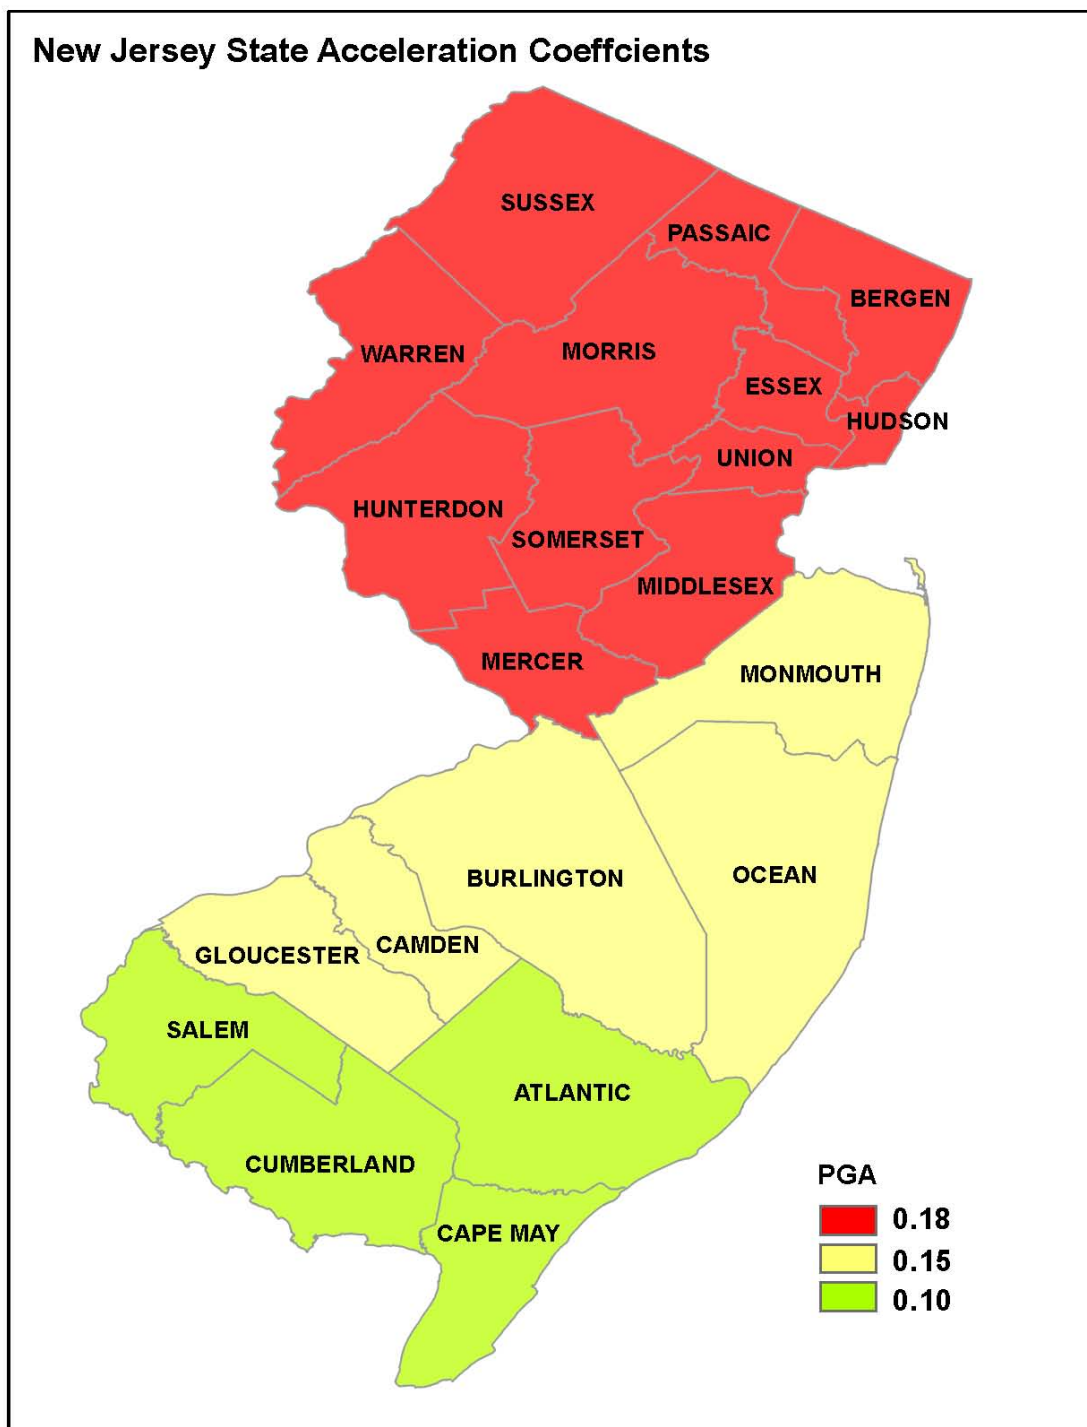 New Jersey State Acceleration Coeffcients
SUSSEX
PASSAIC
BERGEN
WARREN
MORRIS
ESSEX
HUDSON
UNION
HUNTERDON
SOMERSET
MIDDLESEX
MERCER
MONMOUTH
BURLINGTON
OCEAN
CAMDEN
GLOUCESTER
SALEM
ATLANTIC
CUMBERLAND
CAPE MAY
PGA
0.18
0.15
0.10